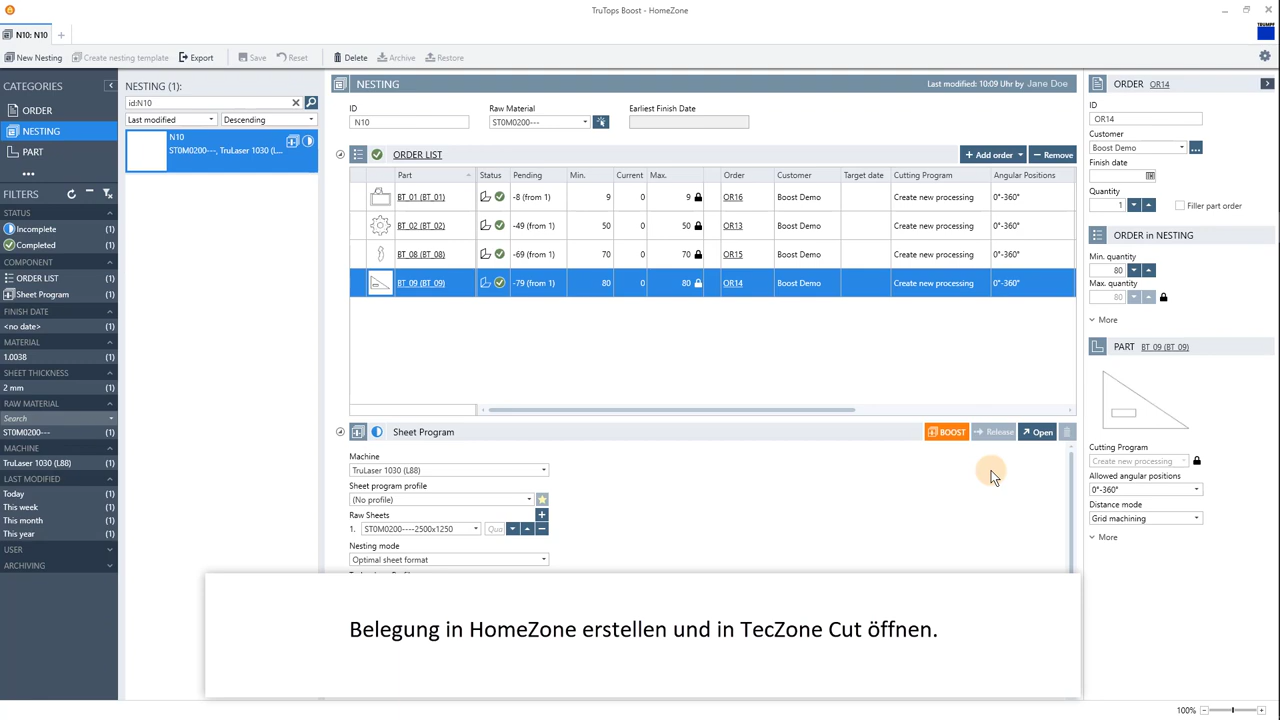 TruTops Boost - HomeZone
N10: N10
TRUMPF
New Nesting Create nesting template Export Save Reset Delete Archive Restore
CATEGORIES
ORDER
NESTING
PART
•••
FILTERS
STATUS
Incomplete (1)
Completed (1)
COMPONENT
ORDER LIST (1)
Sheet Program (1)
FINISH DATE
<no date> (1)
MATERIAL
1.0038 (1)
SHEET THICKNESS
2 mm (1)
RAW MATERIAL
Search
ST0M0200--- (1)
MACHINE
TruLaser 1030 (L88) (1)
LAST MODIFIED
Today (1)
This week (1)
This month (1)
This year (1)
USER
ARCHIVING
NESTING (1):
id:N10
Last modified Descending
N10
ST0M0200---, TruLaser 1030 (L...
NESTING
Last modified: 10:09 Uhr by Jane Doe
ID Raw Material Earliest Finish Date
N10 ST0M0200---
ORDER LIST
+ Add order − Remove
Part Status Pending Min. Current Max. Order Customer Target date Cutting Program Angular Positions
BT_01 (BT_01) -8 (from 1) 9 0 9 OR16 Boost Demo Create new processing 0°-360°
BT_02 (BT_02) -49 (from 1) 50 0 50 OR13 Boost Demo Create new processing 0°-360°
BT_08 (BT_08) -69 (from 1) 70 0 70 OR15 Boost Demo Create new processing 0°-360°
BT_09 (BT_09) -79 (from 1) 80 0 80 OR14 Boost Demo Create new processing 0°-360°
Sheet Program
BOOST Release Open
Machine
TruLaser 1030 (L88)
Sheet program profile
(No profile)
Raw Sheets
1. ST0M0200----2500x1250 Qua
Nesting mode
Optimal sheet format
ORDER OR14
ID
OR14
Customer
Boost Demo
Finish date
Quantity
1 Filler part order
ORDER in NESTING
Min. quantity
80
Max. quantity
80
More
PART BT_09 (BT_09)
Cutting Program
Create new processing
Allowed angular positions
0°-360°
Distance mode
Grid machining
More
Belegung in HomeZone erstellen und in TecZone Cut öffnen.
100%